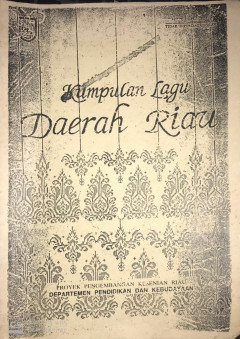 Kumpulan Lagu
Daerah Riau
PROYEK PENGEMBANGAN KESENIAN RIAU
DEPARTEMEN PENDIDIKAN DAN KEBUDAYAAN